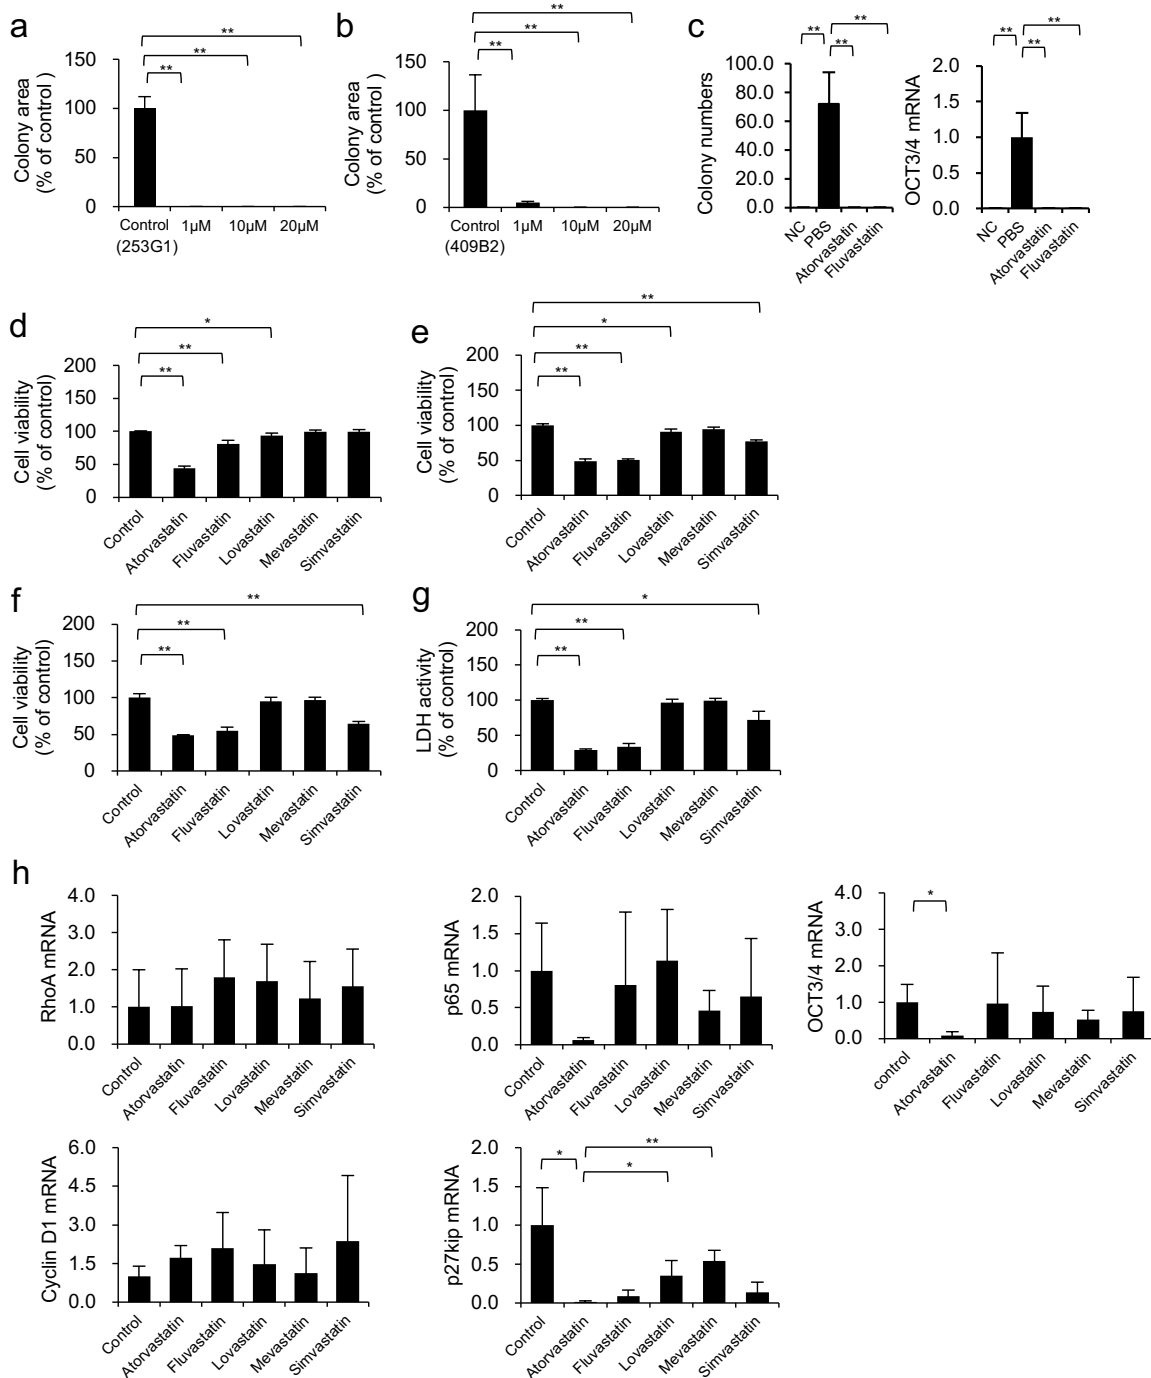 a
**
**
**
Colony area
(% of control)
150
100
50
0
Control
(253G1)
1μM
10μM
20μM
b
**
**
**
Colony area
(% of control)
150
100
50
0
Control
(409B2)
1μM
10μM
20μM
c
**
**
**
Colony numbers
100.0
80.0
60.0
40.0
20.0
0.0
NC
PBS
Atorvastatin
Fluvastatin
**
**
**
OCT3/4 mRNA
2.0
1.5
1.0
0.5
0.0
NC
PBS
Atorvastatin
Fluvastatin
d
*
**
**
Cell viability
(% of control)
200
150
100
50
0
Control
Atorvastatin
Fluvastatin
Lovastatin
Mevastatin
Simvastatin
e
**
*
**
**
Cell viability
(% of control)
200
150
100
50
0
Control
Atorvastatin
Fluvastatin
Lovastatin
Mevastatin
Simvastatin
f
**
**
**
Cell viability
(% of control)
200
150
100
50
0
Control
Atorvastatin
Fluvastatin
Lovastatin
Mevastatin
Simvastatin
g
*
**
**
LDH activity
(% of control)
200
150
100
50
0
Control
Atorvastatin
Fluvastatin
Lovastatin
Mevastatin
Simvastatin
h
RhoA mRNA
4.0
3.0
2.0
1.0
0.0
Control
Atorvastatin
Fluvastatin
Lovastatin
Mevastatin
Simvastatin
p65 mRNA
2.0
1.5
1.0
0.5
0.0
Control
Atorvastatin
Fluvastatin
Lovastatin
Mevastatin
Simvastatin
*
OCT3/4 mRNA
4.0
3.0
2.0
1.0
0.0
control
Atorvastatin
Fluvastatin
Lovastatin
Mevastatin
Simvastatin
Cyclin D1 mRNA
6.0
4.5
3.0
1.5
0.0
Control
Atorvastatin
Fluvastatin
Lovastatin
Mevastatin
Simvastatin
**
*
*
p27kip mRNA
2.0
1.5
1.0
0.5
0.0
Control
Atorvastatin
Fluvastatin
Lovastatin
Mevastatin
Simvastatin